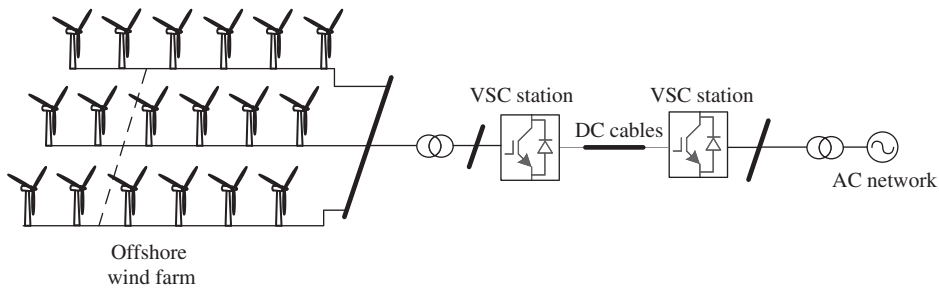 VSC station
VSC station
DC cables
AC network
Offshore
wind farm